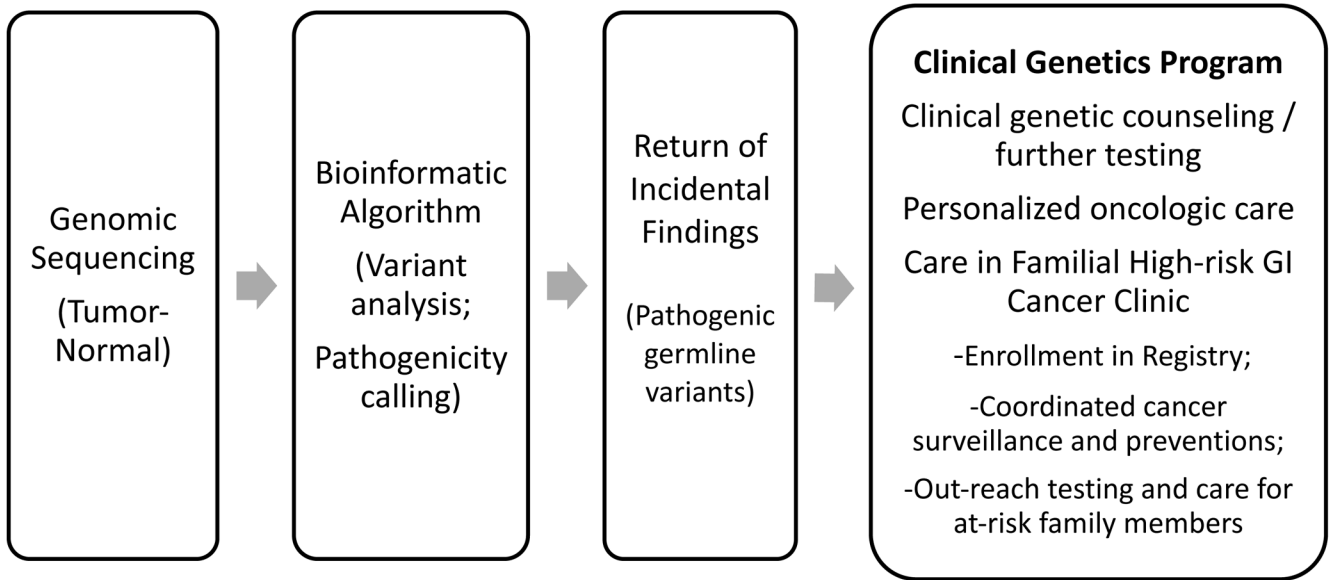 Genomic
Sequencing
(Tumor-
Normal)
Bioinformatic
Algorithm
(Variant
analysis;
Pathogenicity
calling)
Return of
Incidental
Findings
(Pathogenic
germline
variants)
Clinical Genetics Program
Clinical genetic counseling /
further testing
Personalized oncologic care
Care in Familial High-risk GI
Cancer Clinic
-Enrollment in Registry;
-Coordinated cancer
surveillance and preventions;
-Out-reach testing and care for
at-risk family members